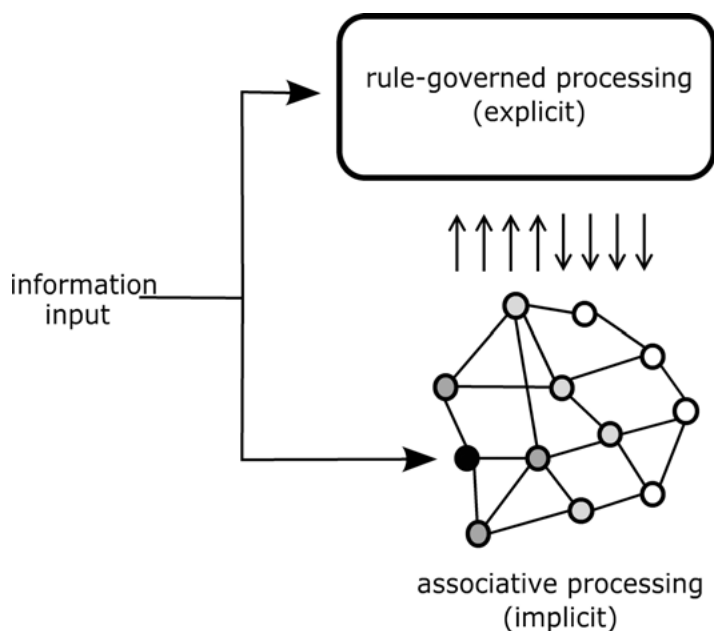 rule-governed processing
(explicit)
information
input
associative processing
(implicit)